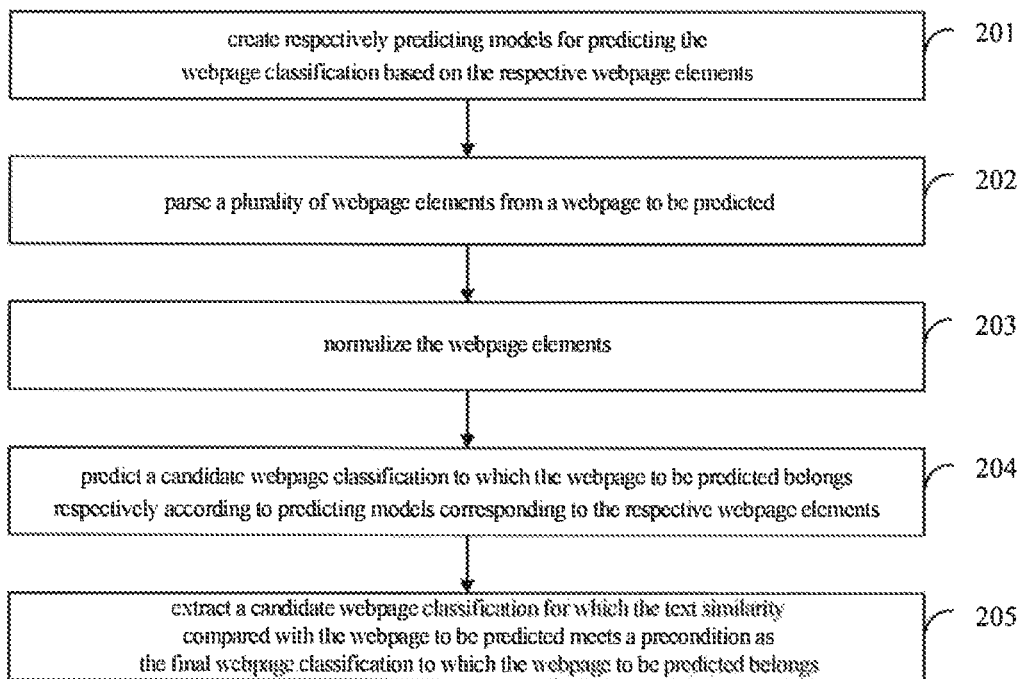 create respectively predicting models for predicting the
webpage classification based on the respective webpage elements
201
parse a plurality of webpage elements from a webpage to be predicted
202
normalize the webpage elements
203
predict a candidate webpage classification to which the webpage to be predicted belongs
respectively according to predicting models corresponding to the respective webpage elements
204
extract a candidate webpage classification for which the text similarity
compared with the webpage to be predicted meets a precondition as
the final webpage classification to which the webpage to be predicted belongs
205